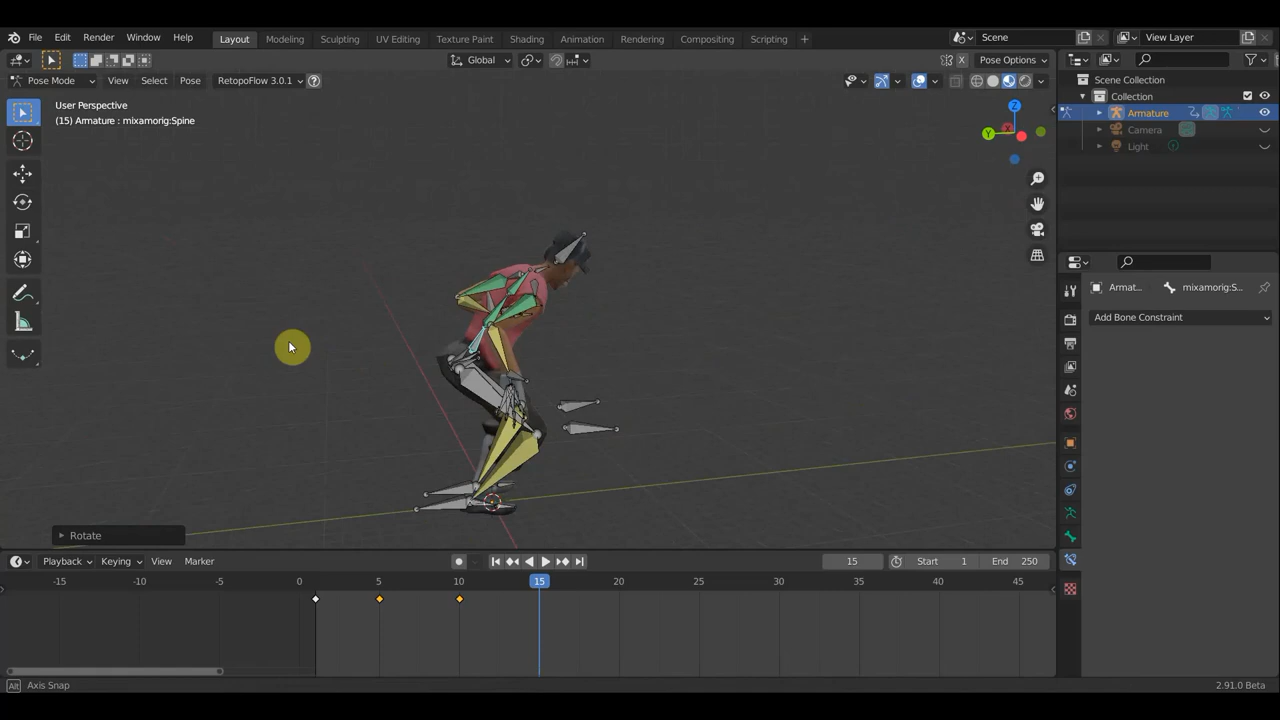 File Edit Render Window Help Layout Modeling Sculpting UV Editing Texture Paint Shading Animation Rendering Compositing Scripting + Scene View Layer
Global X Pose Options
Pose Mode View Select Pose RetopoFlow 3.0.1 ?
User Perspective
(15) Armature : mixamorig:Spine
Z
Y
X
Scene Collection
Collection
Armature
Camera
Light
Armat... mixamorig:S...
Add Bone Constraint
Rotate
Playback Keying View Marker 15 Start 1 End 250
-15 -10 -5 0 5 10 15 20 25 30 35 40 45
Alt Axis Snap 2.91.0 Beta